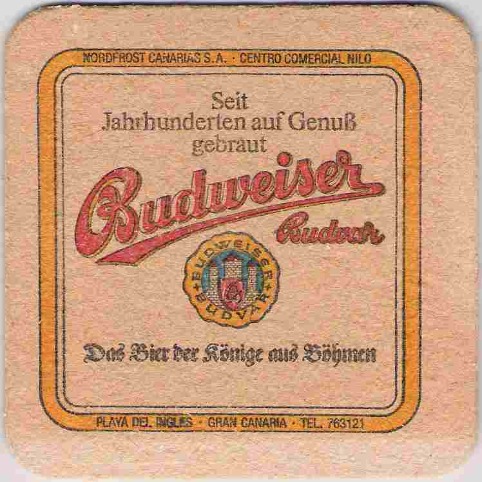 NORDFROST CANARIAS S.A. · CENTRO COMERCIAL NILO
Seit
Jahrhunderten auf Genuß
gebraut
Budweiser
Budvar
BUDWEISER
BUDVAR
Das Bier der Könige aus Böhmen
PLAYA DEL INGLES · GRAN CANARIA · TEL. 763121